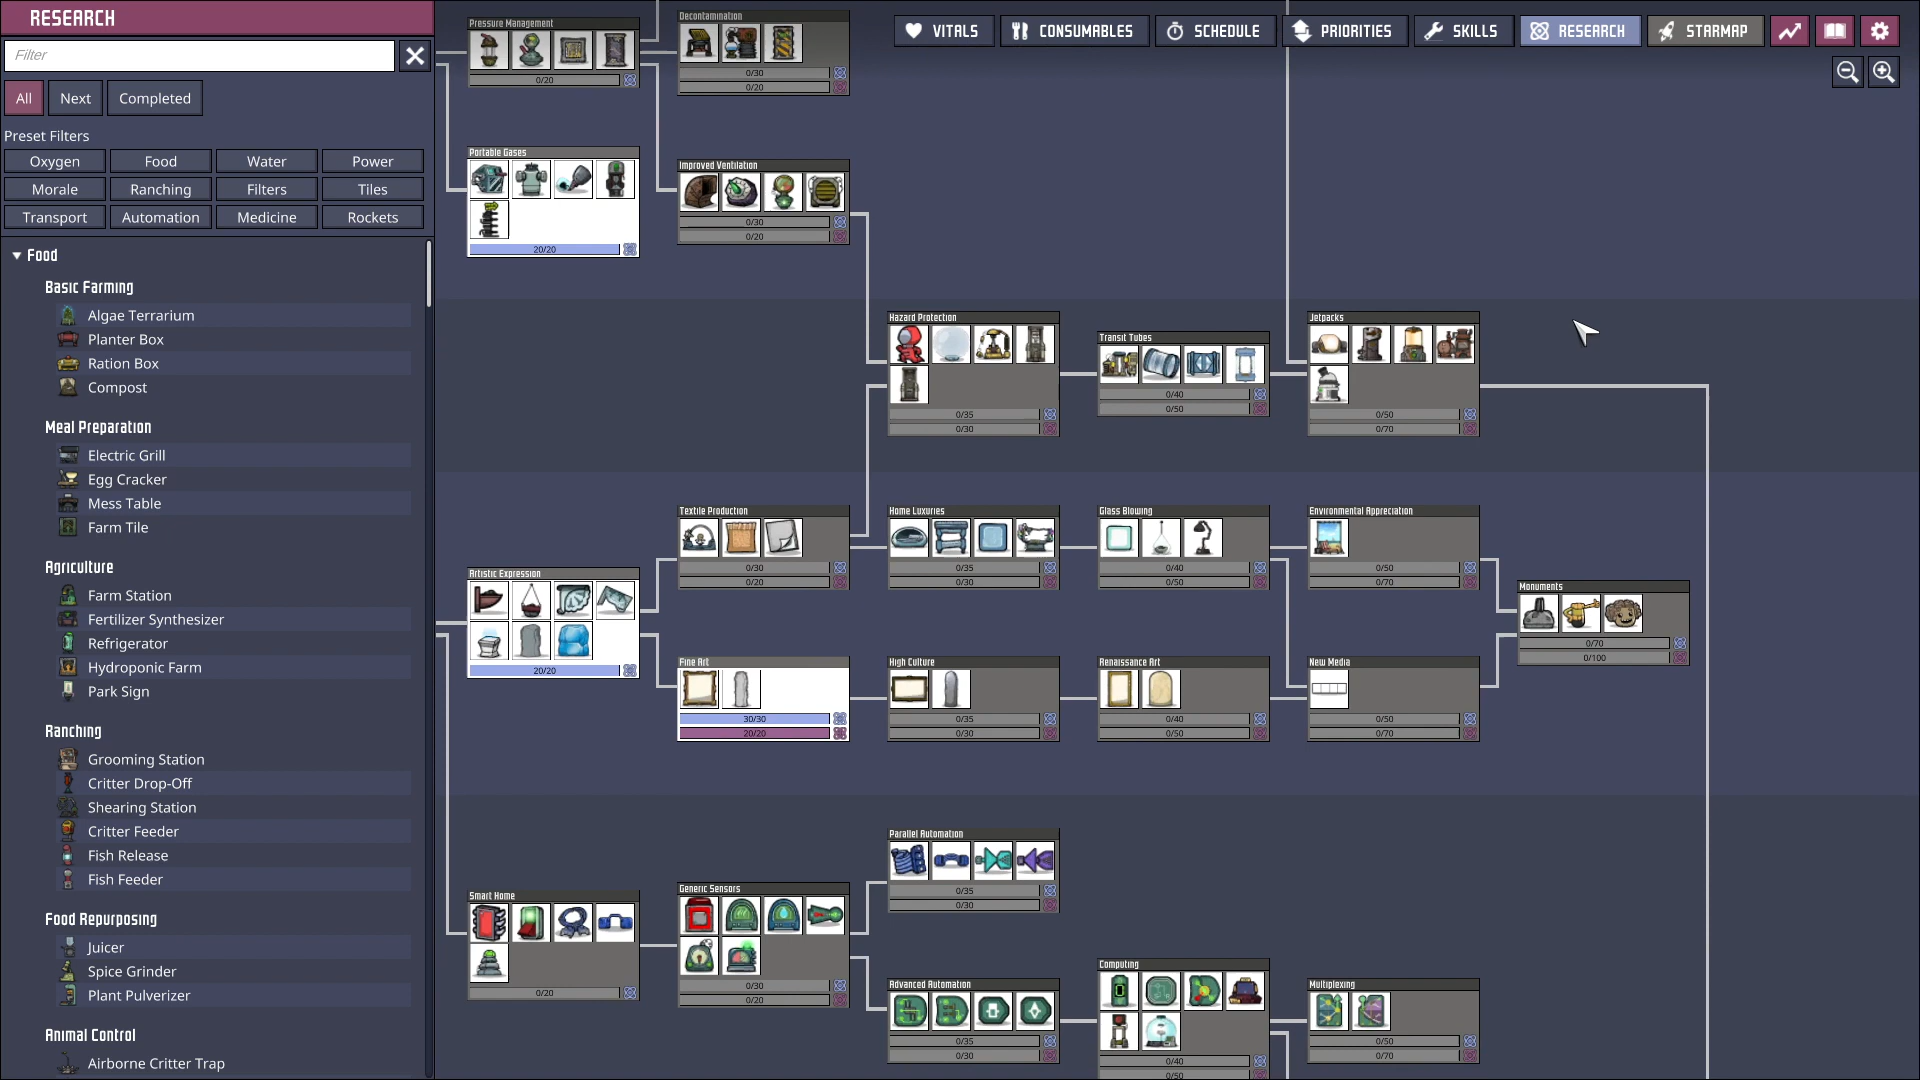 RESEARCH
Filter
All
Next
Completed
Preset Filters
Oxygen
Food
Water
Power
Morale
Ranching
Filters
Tiles
Transport
Automation
Medicine
Rockets
Food
Basic Farming
Algae Terrarium
Planter Box
Ration Box
Compost
Meal Preparation
Electric Grill
Egg Cracker
Mess Table
Farm Tile
Agriculture
Farm Station
Fertilizer Synthesizer
Refrigerator
Hydroponic Farm
Park Sign
Ranching
Grooming Station
Critter Drop-Off
Shearing Station
Critter Feeder
Fish Release
Fish Feeder
Food Repurposing
Juicer
Spice Grinder
Plant Pulverizer
Animal Control
Airborne Critter Trap
VITALS
CONSUMABLES
SCHEDULE
PRIORITIES
SKILLS
RESEARCH
STARMAP
Pressure Management
0/20
Decontamination
0/30
0/20
Portable Gases
20/20
Improved Ventilation
0/30
0/20
Hazard Protection
0/35
0/30
Transit Tubes
0/40
0/50
Jetpacks
0/50
0/70
Textile Production
0/30
0/20
Home Luxuries
0/35
0/30
Glass Blowing
0/40
0/50
Environmental Appreciation
0/50
0/70
Artistic Expression
20/20
Monuments
0/70
0/100
Fine Art
30/30
20/20
High Culture
0/35
0/30
Renaissance Art
0/40
0/50
New Media
0/50
0/70
Parallel Automation
0/35
0/30
Smart Home
0/20
Generic Sensors
0/30
0/20
Advanced Automation
0/35
0/30
Computing
0/40
0/50
Multiplexing
0/50
0/70